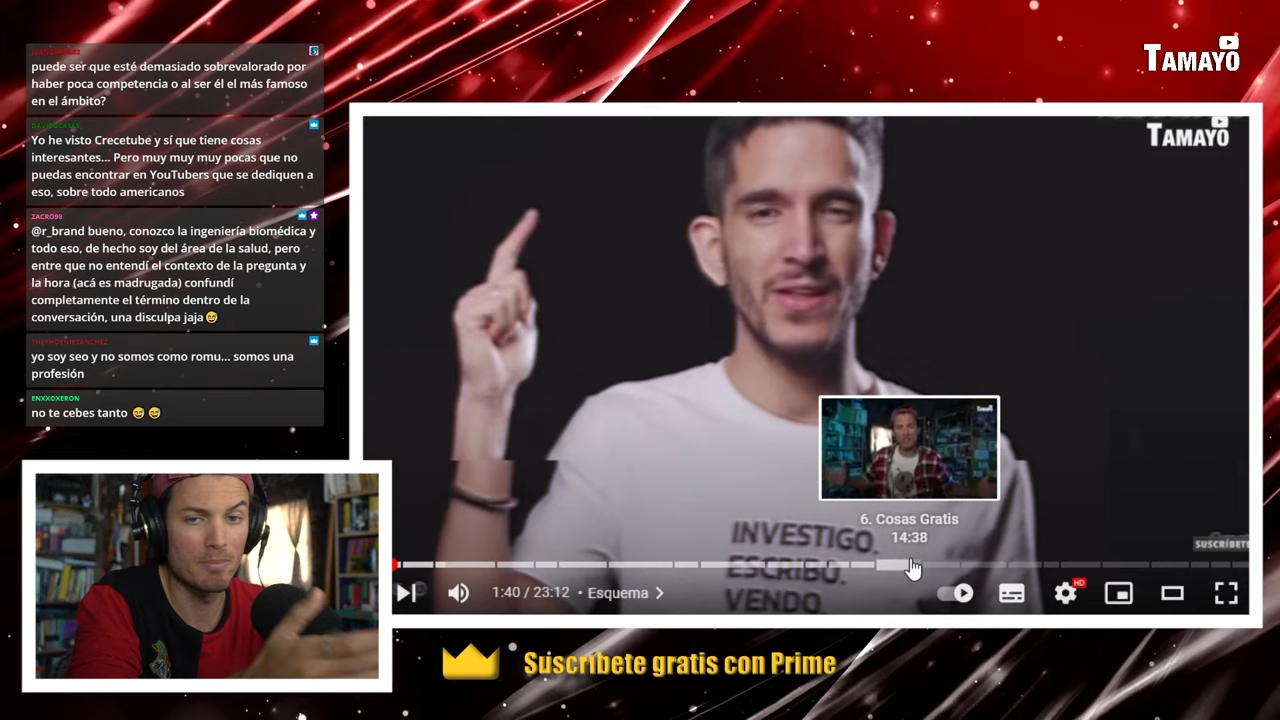 puede ser que esté demasiado sobrevalorado por
haber poca competencia o al ser él el más famoso
en el ámbito?
Yo he visto Crecetube y sí que tiene cosas
interesantes... Pero muy muy muy pocas que no
puedas encontrar en YouTubers que se dediquen a
eso, sobre todo americanos
ZACRO98
@r_brand bueno, conozco la ingeniería biomédica y
todo eso, de hecho soy del área de la salud, pero
entre que no entendí el contexto de la pregunta y
la hora (acá es madrugada) confundí
completamente el término dentro de la
conversación, una disculpa jaja
yo soy seo y no somos como romu... somos una
profesión
ENXXOXERON
no te cebes tanto
TAMAYO
TAMAYO
INVESTIGO.
ESCRIBO.
VENDO.
6. Cosas Gratis
14:38
SUSCRÍBETE
1:40 / 23:12 • Esquema
HD
Suscríbete gratis con Prime